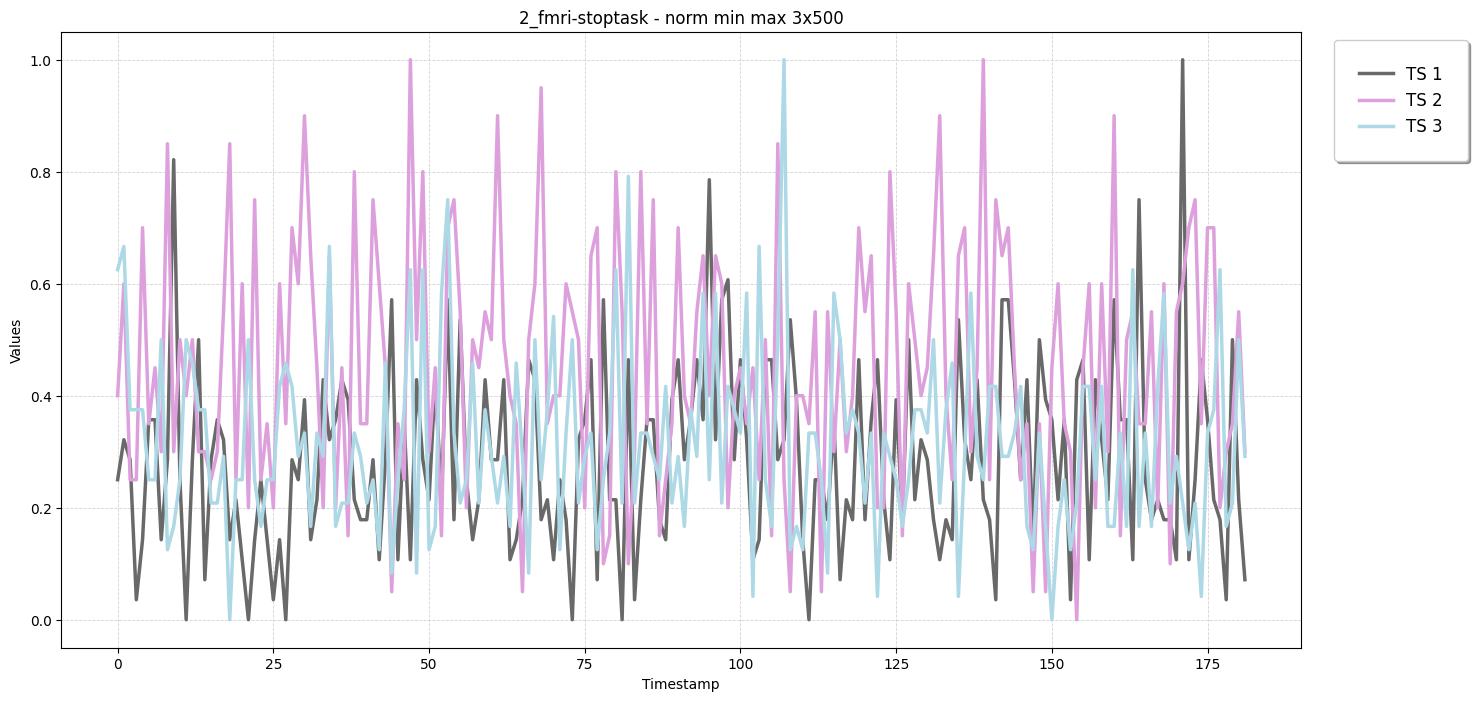 2_fmri-stoptask - norm min max 3x500
1.0
0.8
0.6
0.4
0.2
0.0
Values
0 25 50 75 100 125 150 175
Timestamp
TS 1
TS 2
TS 3